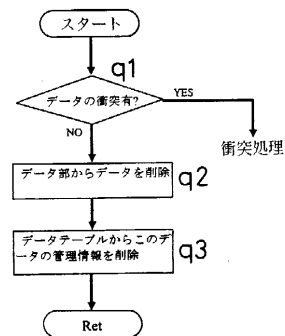 スタート
q1
データの衝突有?
YES
NO
衝突処理
データ部からデータを削除
q2
データテーブルからこのデ
ータの管理情報を削除
q3
Ret